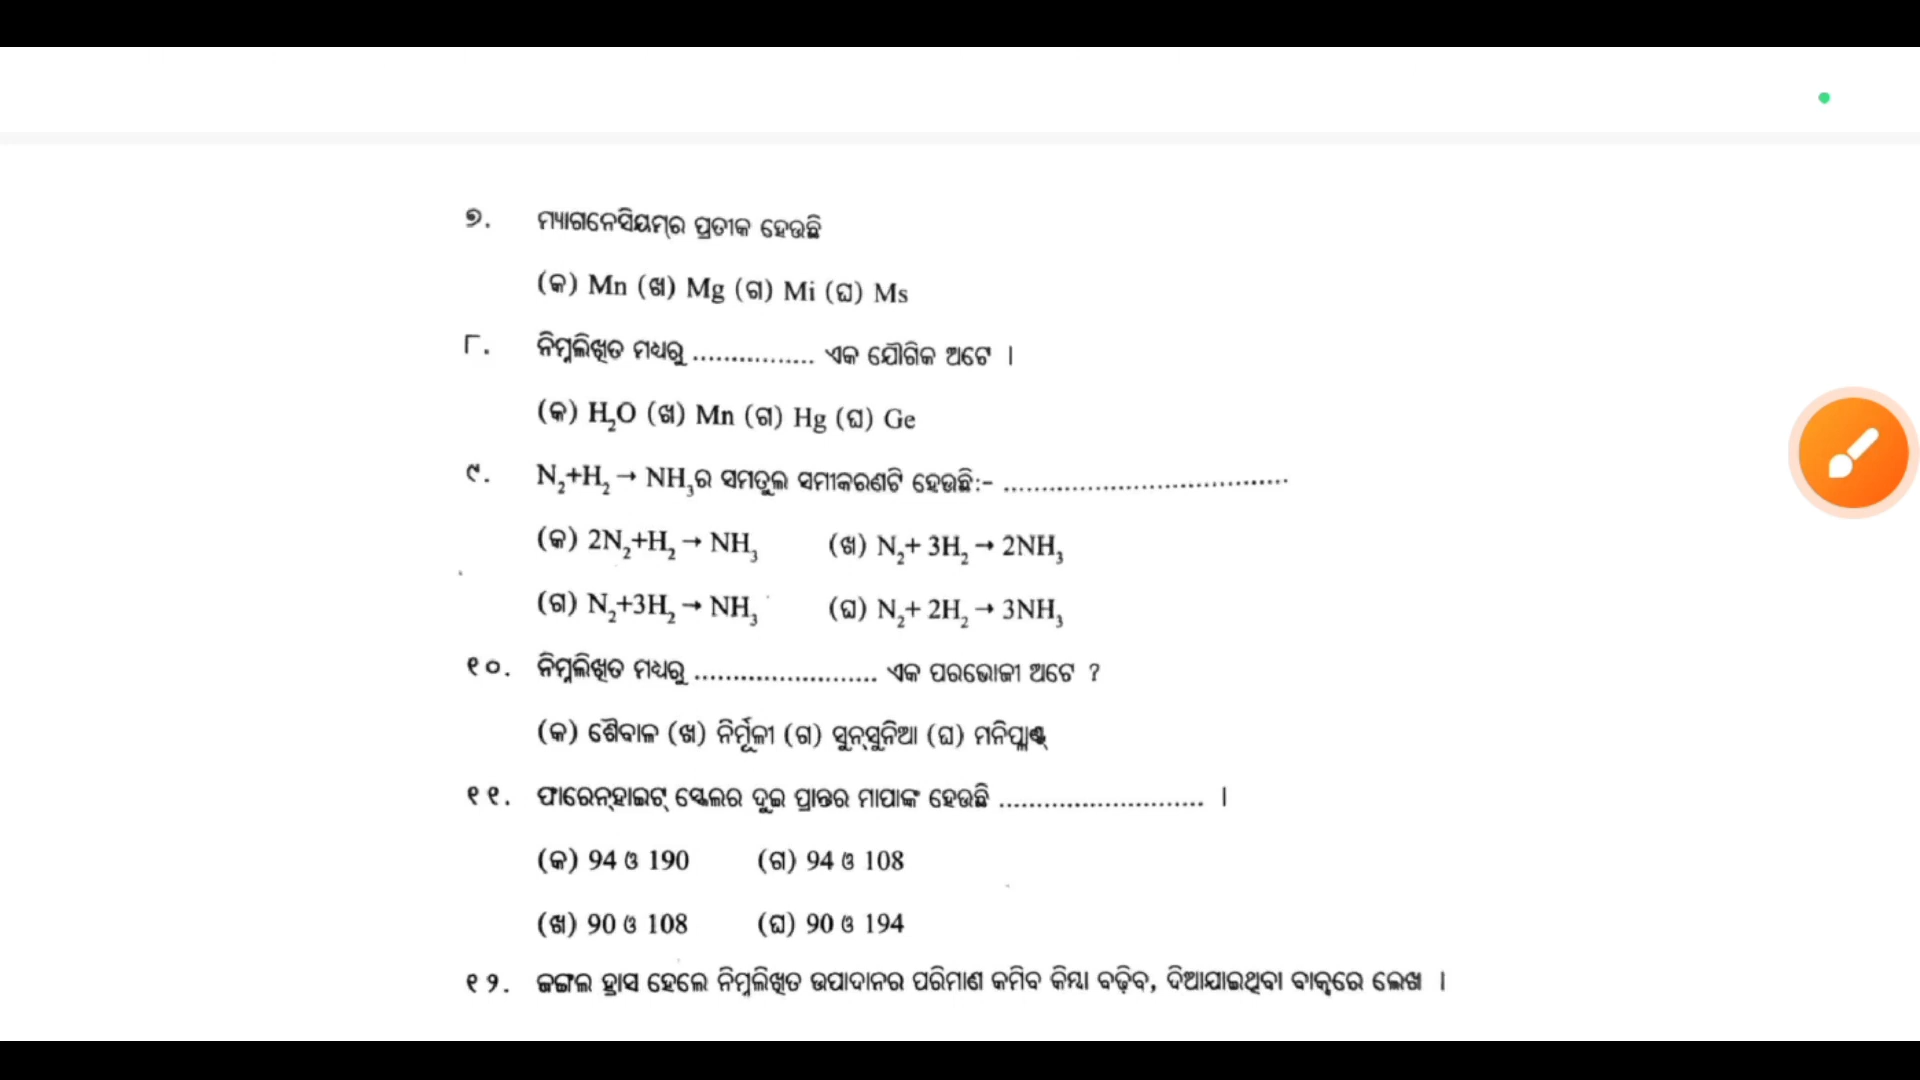 ୭. ମ୍ୟାଗନେସିୟମ୍‌ର ପ୍ରତୀକ ହେଉଛି
(କ) Mn (ଖ) Mg (ଗ) Mi (ଘ) Ms
୮. ନିମ୍ନଲିଖିତ ମଧ୍ୟରୁ ................ ଏକ ଯୌଗିକ ଅଟେ ।
(କ) H₂O (ଖ) Mn (ଗ) Hg (ଘ) Ge
୯. N₂+H₂ → NH₃ର ସମତୁଲ ସମୀକରଣଟି ହେଉଛି:- .....................................
(କ) 2N₂+H₂ → NH₃ (ଖ) N₂+ 3H₂ → 2NH₃
(ଗ) N₂+3H₂ → NH₃ (ଘ) N₂+ 2H₂ → 3NH₃
୧୦. ନିମ୍ନଲିଖିତ ମଧ୍ୟରୁ ........................ ଏକ ପରଭୋଜୀ ଅଟେ ?
(କ) ଶୈବାଳ (ଖ) ନିର୍ମୂଳୀ (ଗ) ସୁନ୍‌ସୁନିଆ (ଘ) ମନିପ୍ଲାଣ୍ଟ
୧୧. ଫାରେନ୍‌ହାଇଟ୍ ସ୍କେଲର ଦୁଇ ପ୍ରାନ୍ତର ମାପାଙ୍କ ହେଉଛି ........................... ।
(କ) 94 ଓ 190 (ଗ) 94 ଓ 108
(ଖ) 90 ଓ 108 (ଘ) 90 ଓ 194
୧୨. ଜଙ୍ଗଲ ହ୍ରାସ ହେଲେ ନିମ୍ନଲିଖିତ ଉପାଦାନର ପରିମାଣ କମିବ କିମ୍ବା ବଢ଼ିବ, ଦିଆଯାଇଥିବା ବାକ୍ସରେ ଲେଖ ।